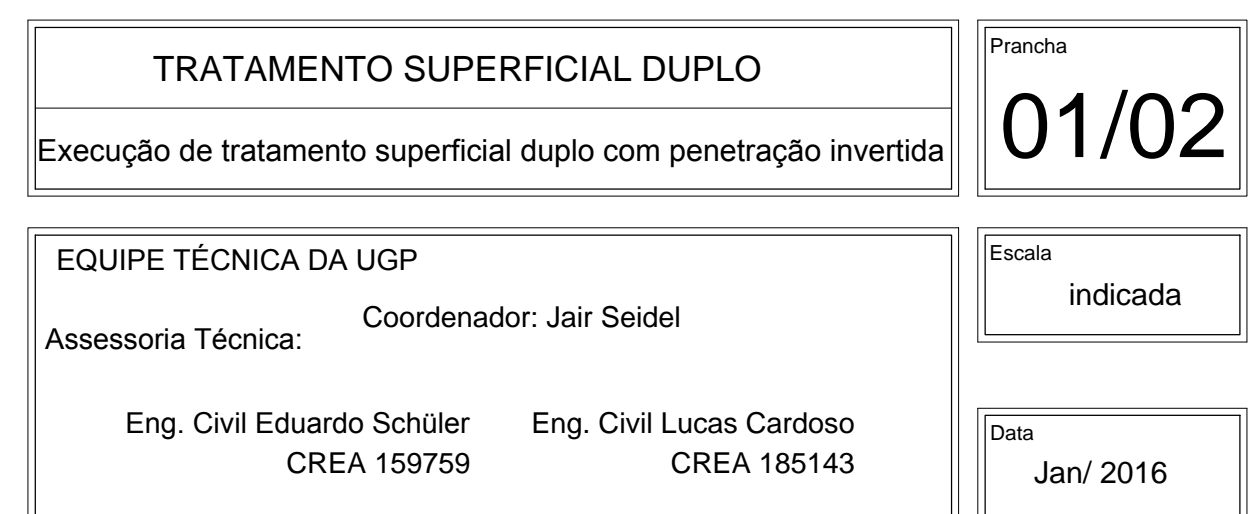 TRATAMENTO SUPERFICIAL DUPLO
Execução de tratamento superficial duplo com penetração invertida
Prancha
01/02
EQUIPE TÉCNICA DA UGP
Coordenador: Jair Seidel
Assessoria Técnica:
Eng. Civil Eduardo Schüler Eng. Civil Lucas Cardoso
CREA 159759 CREA 185143
Escala
indicada
Data
Jan/ 2016